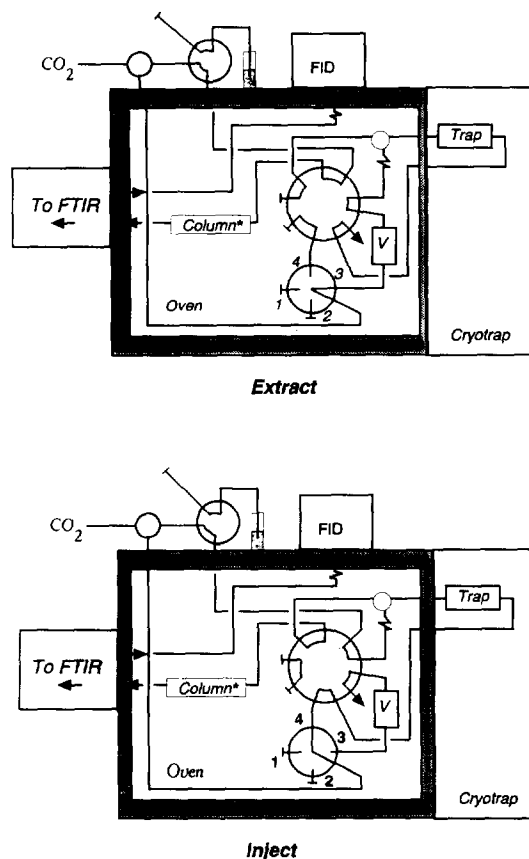 CO2
FID
Trap
To FTIR
Column*
V
4
3
1
2
Oven
Cryotrap
Extract
CO2
FID
Trap
To FTIR
Column*
V
4
3
1
2
Oven
Cryotrap
Inject